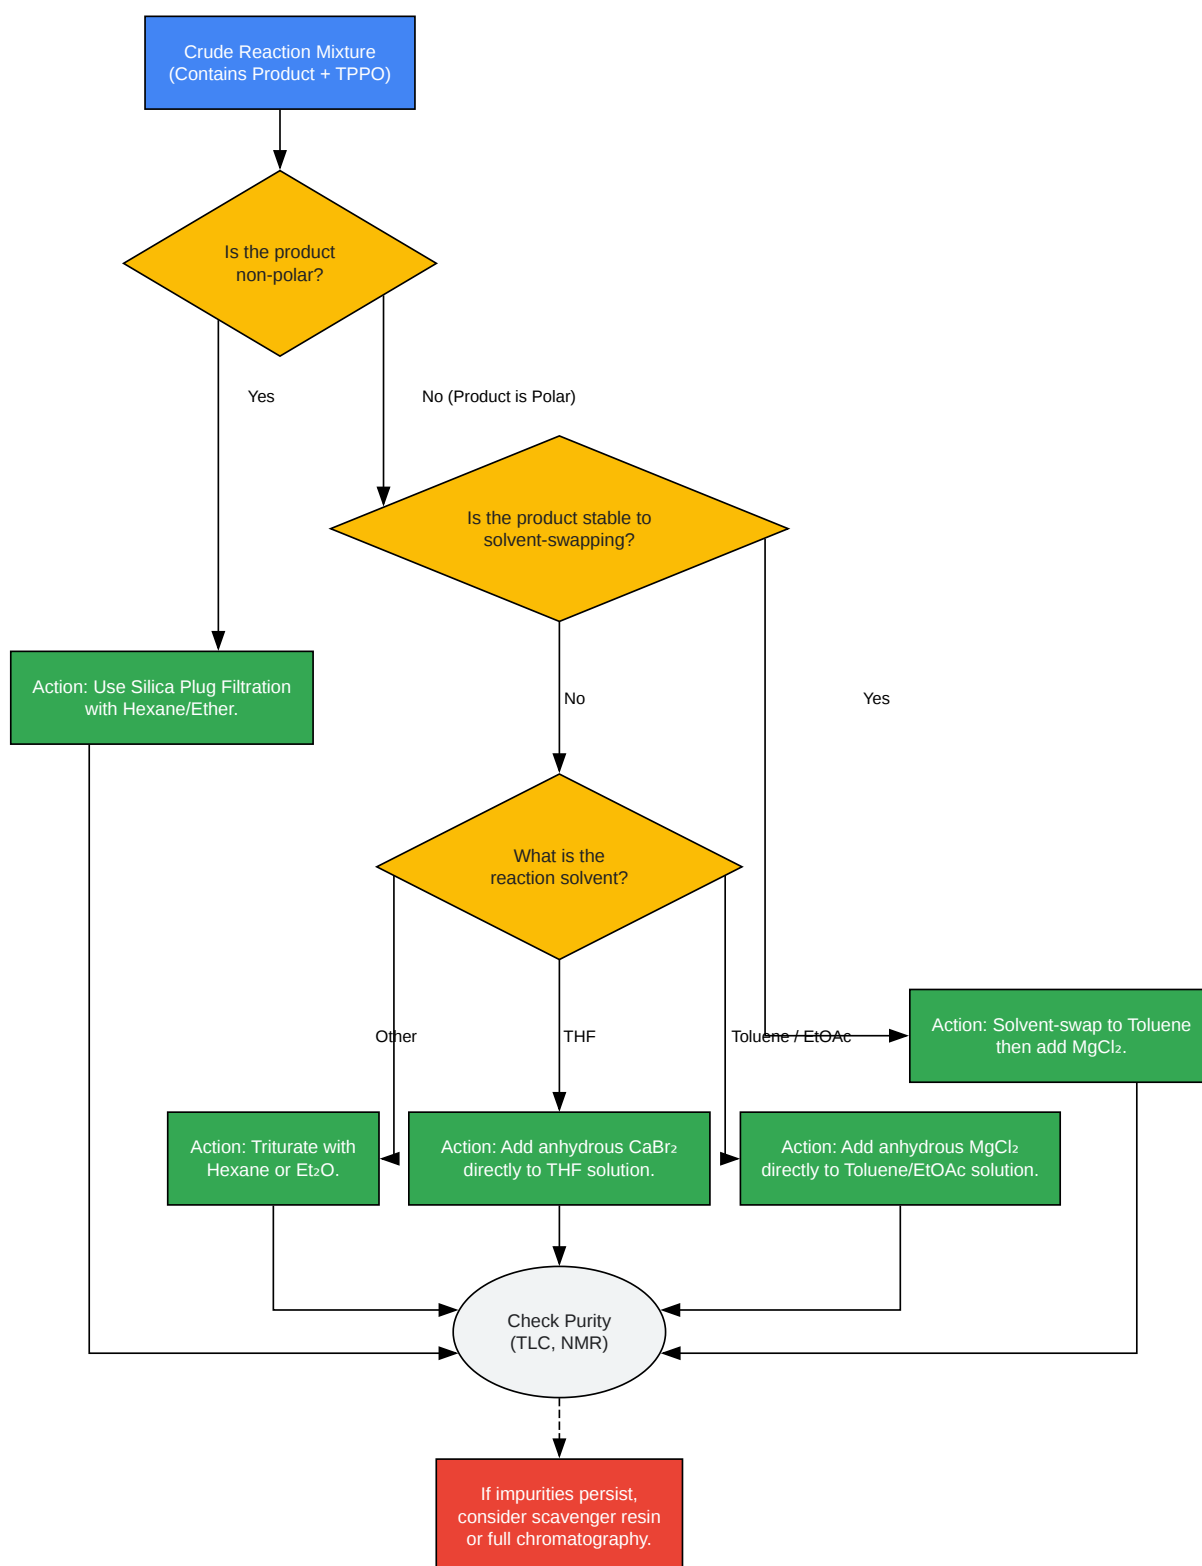 Crude Reaction Mixture
(Contains Product + TPPO)
Is the product
non-polar?
Yes
No (Product is Polar)
Is the product stable to
solvent-swapping?
Action: Use Silica Plug Filtration
with Hexane/Ether.
No
Yes
What is the
reaction solvent?
Other
THF
Toluene / EtOAc
Action: Solvent-swap to Toluene
then add MgCl₂.
Action: Triturate with
Hexane or Et₂O.
Action: Add anhydrous CaBr₂
directly to THF solution.
Action: Add anhydrous MgCl₂
directly to Toluene/EtOAc solution.
Check Purity
(TLC, NMR)
If impurities persist,
consider scavenger resin
or full chromatography.